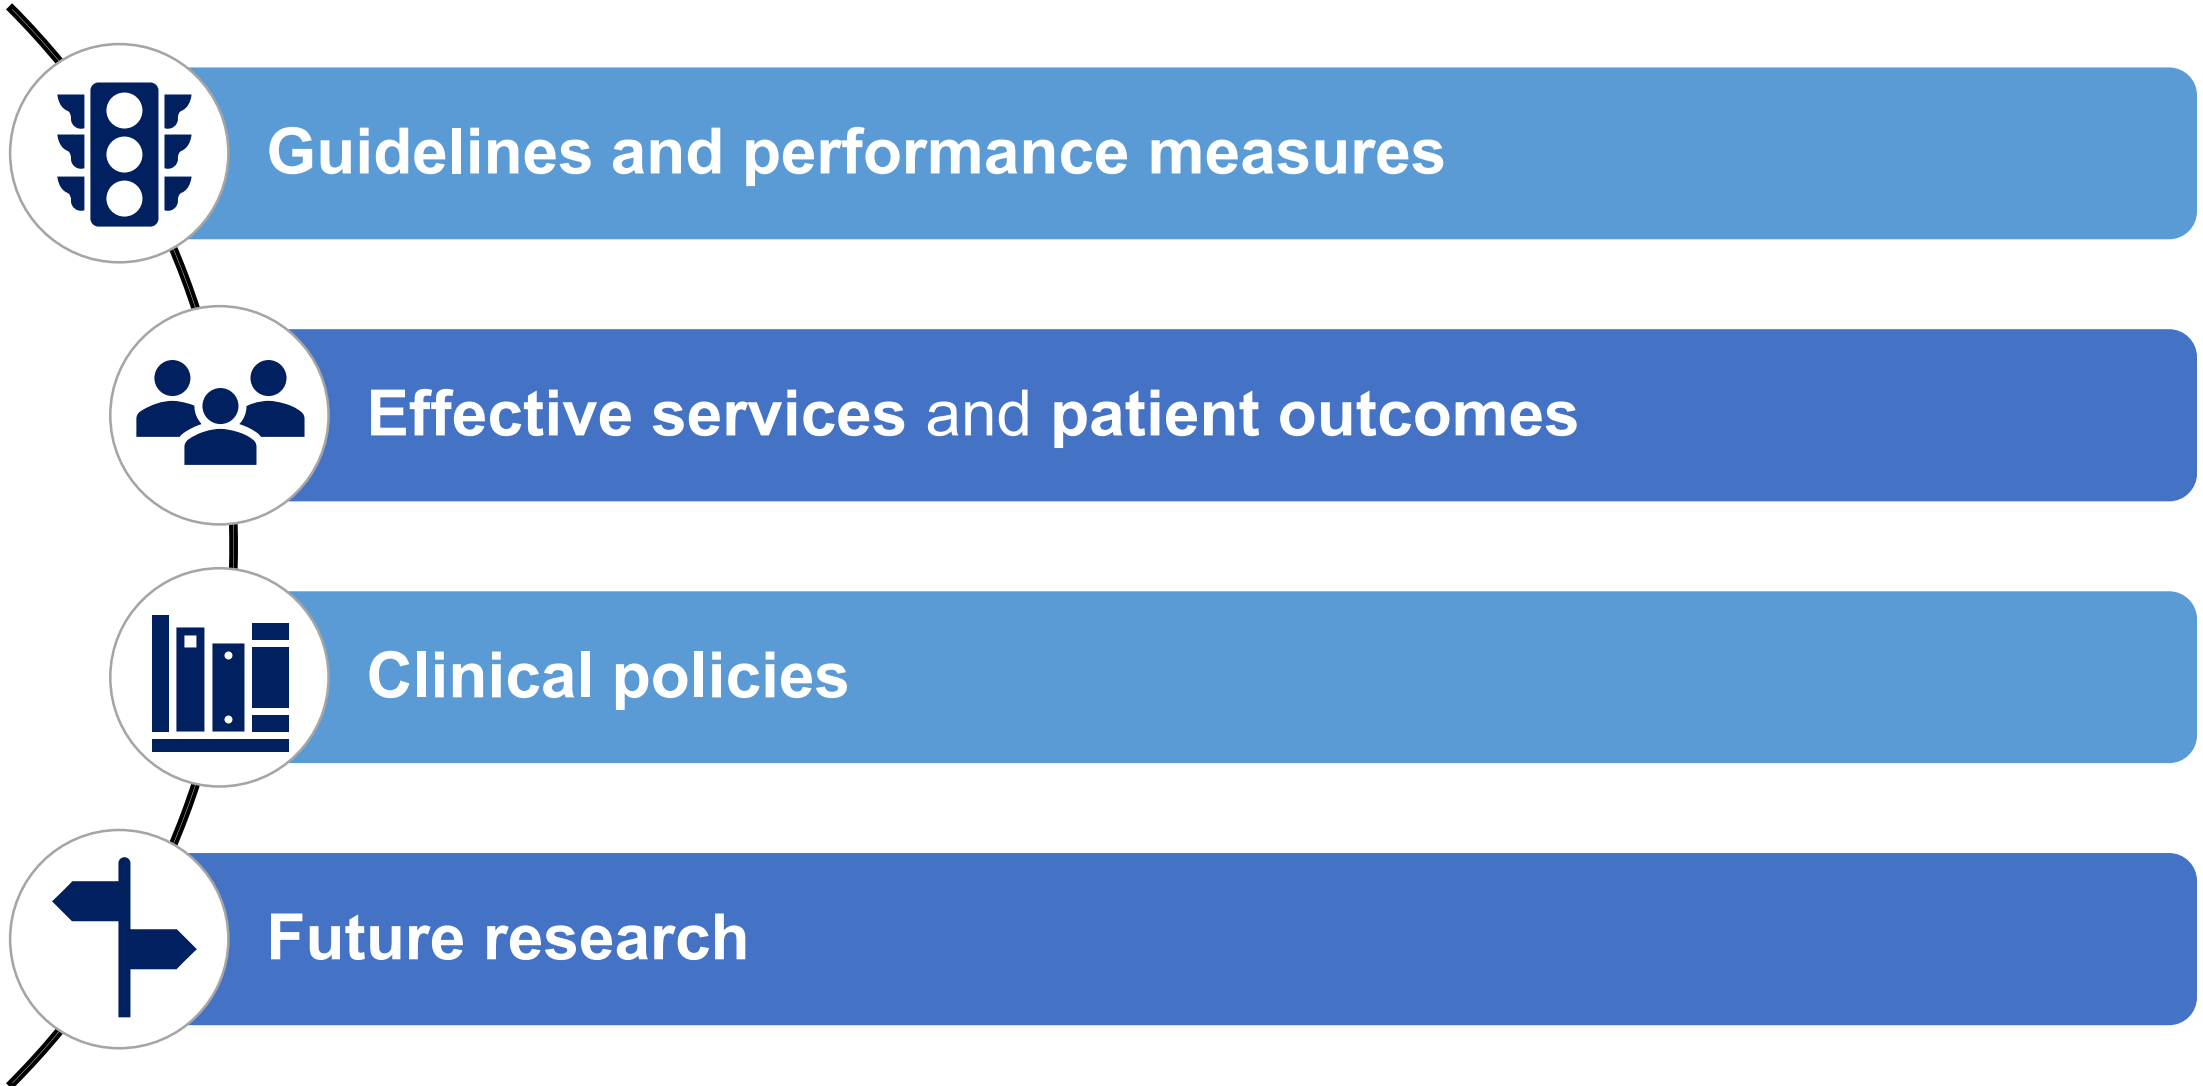 Guidelines and performance measures
Effective services and patient outcomes
Clinical policies
Future research